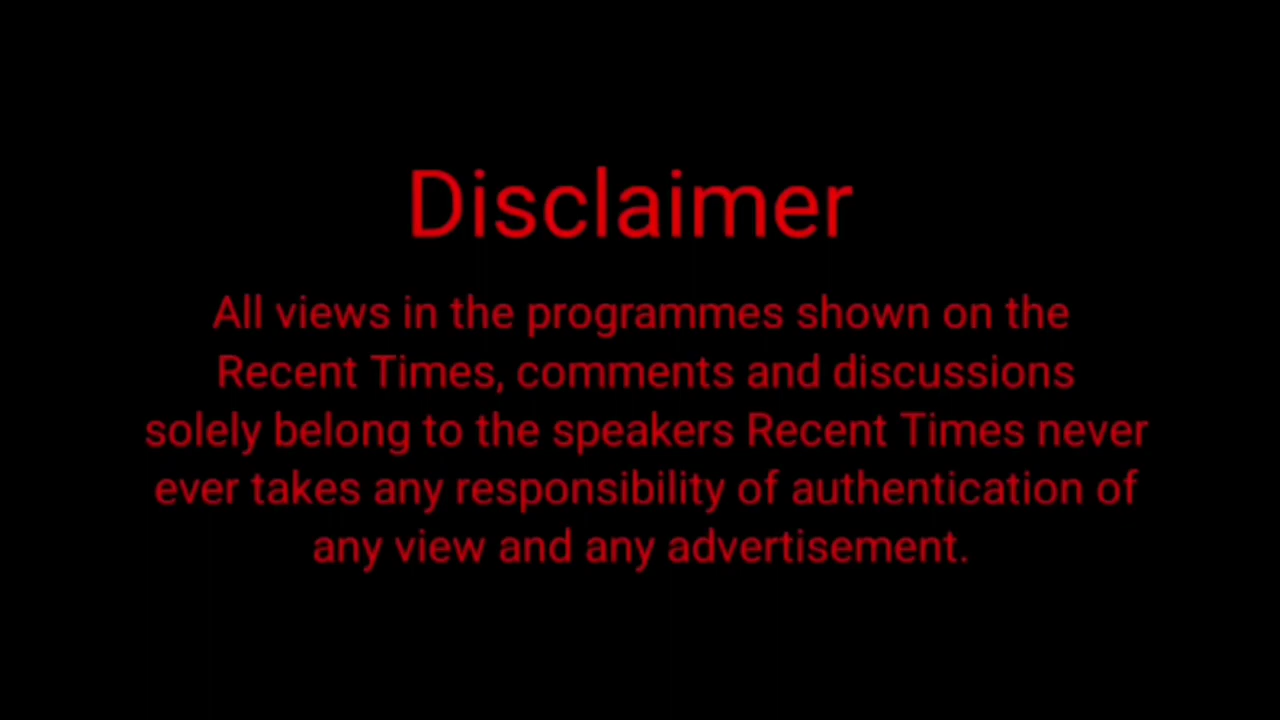 Disclaimer
All views in the programmes shown on the
Recent Times, comments and discussions
solely belong to the speakers Recent Times never
ever takes any responsibility of authentication of
any view and any advertisement.